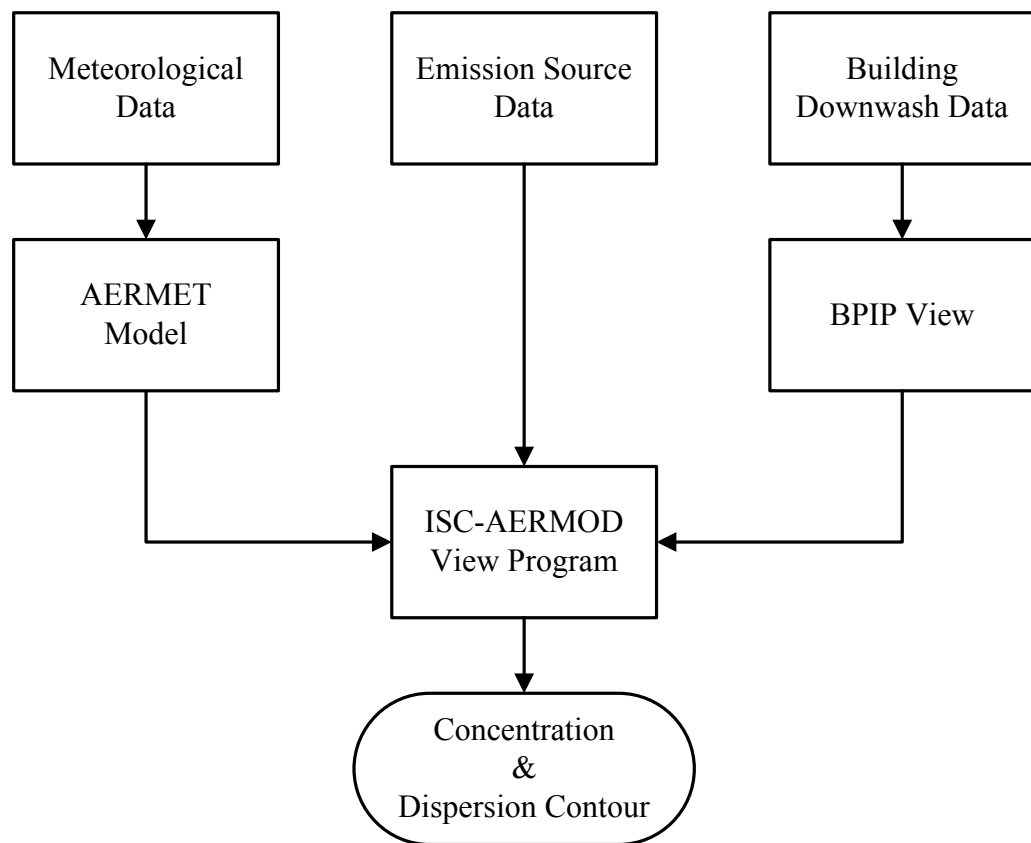 Meteorological
Data
Emission Source
Data
Building
Downwash Data
AERMET
Model
BPIP View
ISC-AERMOD
View Program
Concentration
&
Dispersion Contour